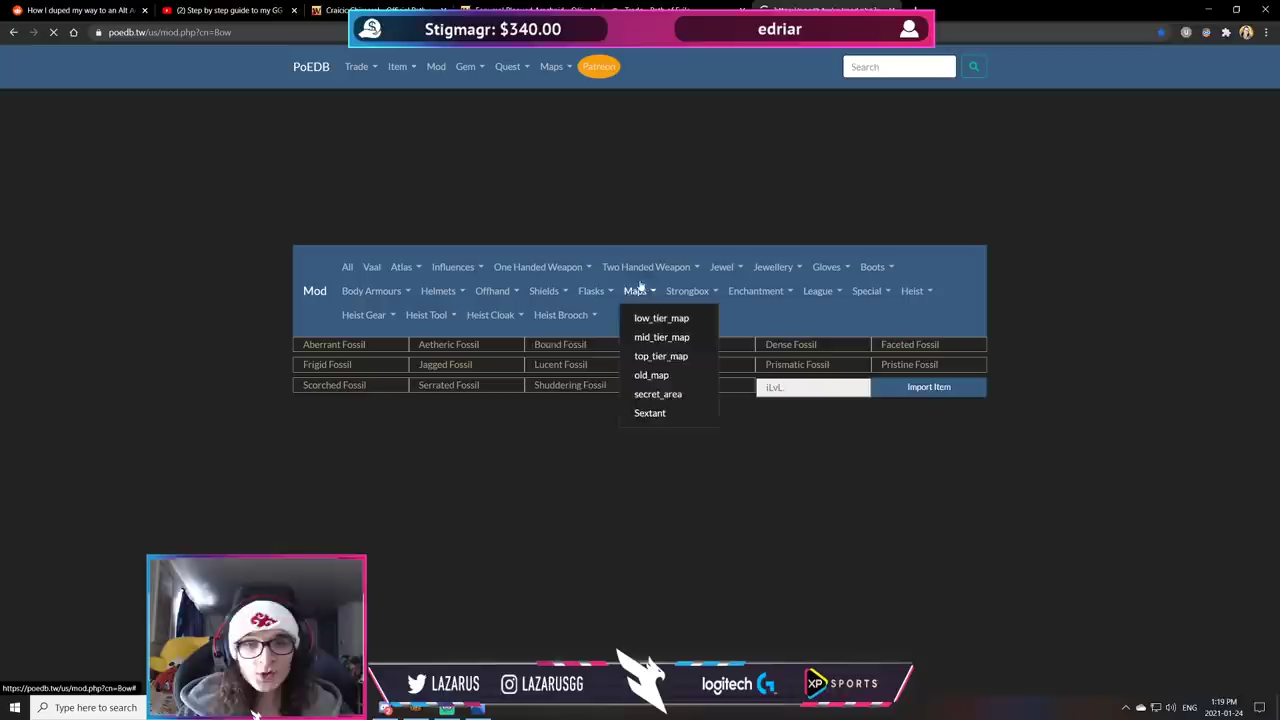 How I duped my way to an Alt A
(2) Step by step guide to my GG
poedb.tw/us/mod.php?cn=Bow
Stigmagr: $340.00
edriar
PoEDB
Trade
Item
Mod
Gem
Quest
Maps
Patreon
Search
Mod
All
Vaal
Atlas
Influences
One Handed Weapon
Two Handed Weapon
Jewel
Jewellery
Gloves
Boots
Body Armours
Helmets
Offhand
Shields
Flasks
Maps
Strongbox
Enchantment
League
Special
Heist
Heist Gear
Heist Tool
Heist Cloak
Heist Brooch
low_tier_map
mid_tier_map
top_tier_map
old_map
secret_area
Sextant
Aberrant Fossil
Aetheric Fossil
Bound Fossil
Dense Fossil
Faceted Fossil
Frigid Fossil
Jagged Fossil
Lucent Fossil
Prismatic Fossil
Pristine Fossil
Scorched Fossil
Serrated Fossil
Shuddering Fossil
iLvL.
Import Item
LAZARUS
LAZARUSGG
logitech G
XP SPORTS
https://poedb.tw/us/mod.php?cn=Bow#
Type here to search
ENG
1:19 PM
2021-01-24